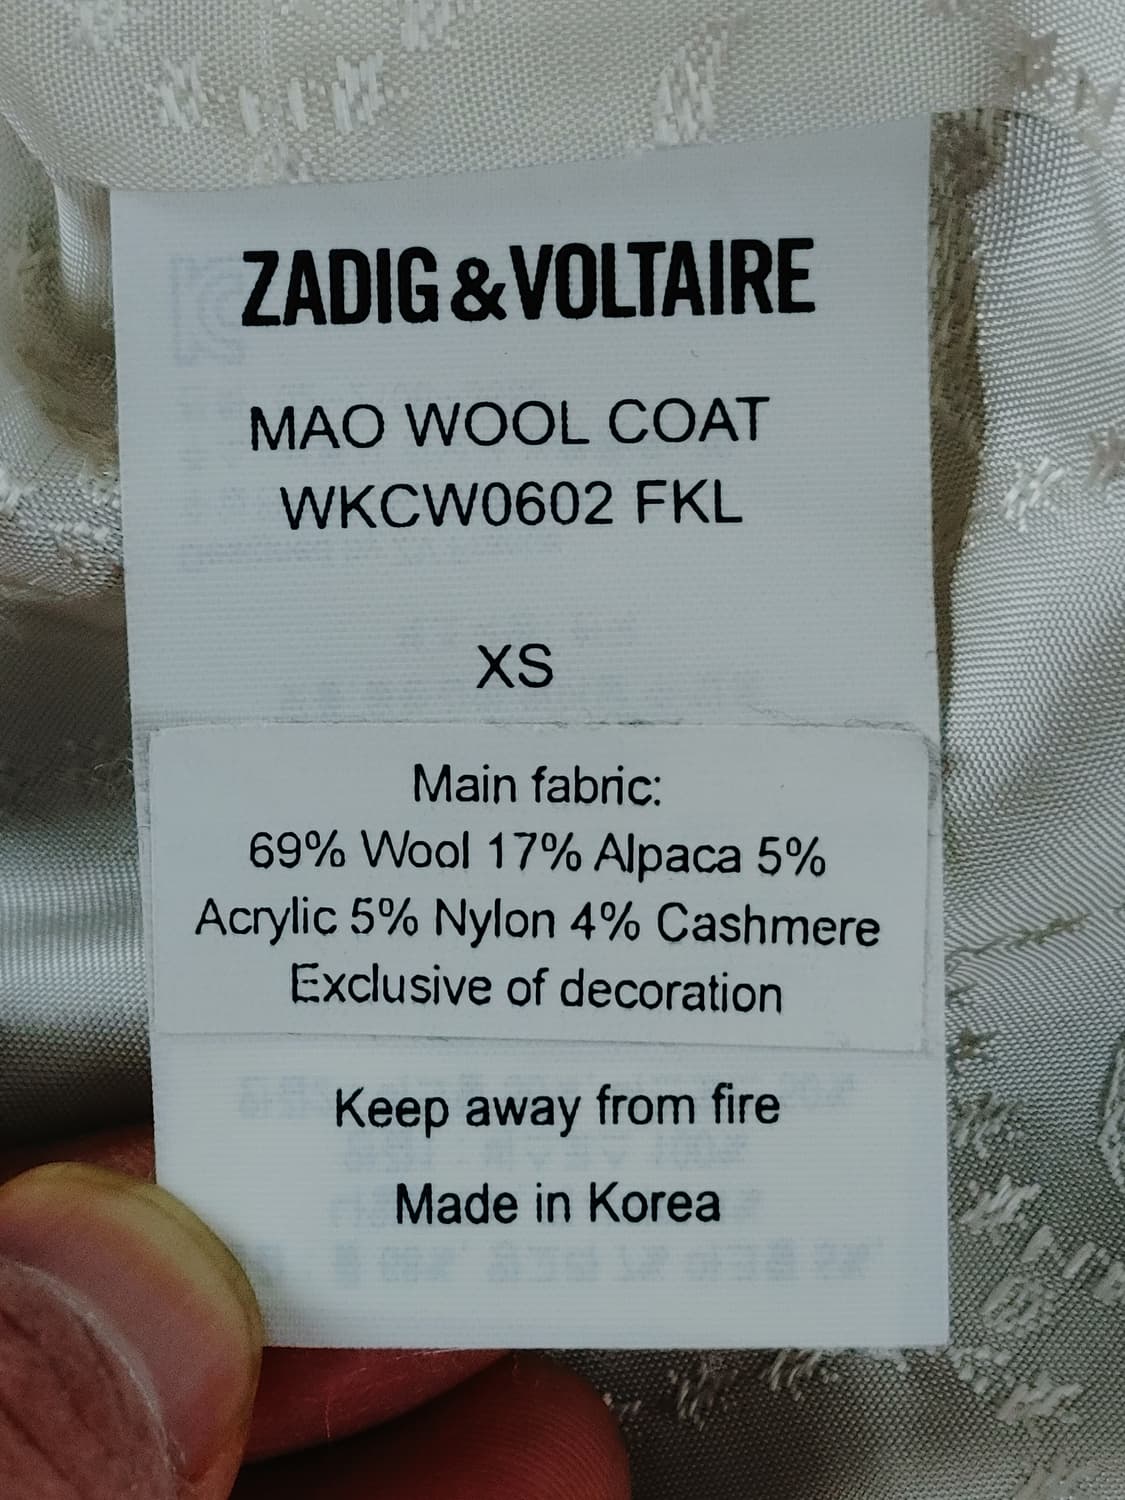 ZADIG & VOLTAIRE
MAO WOOL COAT
WKCW0602 FKL
XS
Main fabric:
69% Wool 17% Alpaca 5%
Acrylic 5% Nylon 4% Cashmere
Exclusive of decoration
Keep away from fire
Made in Korea